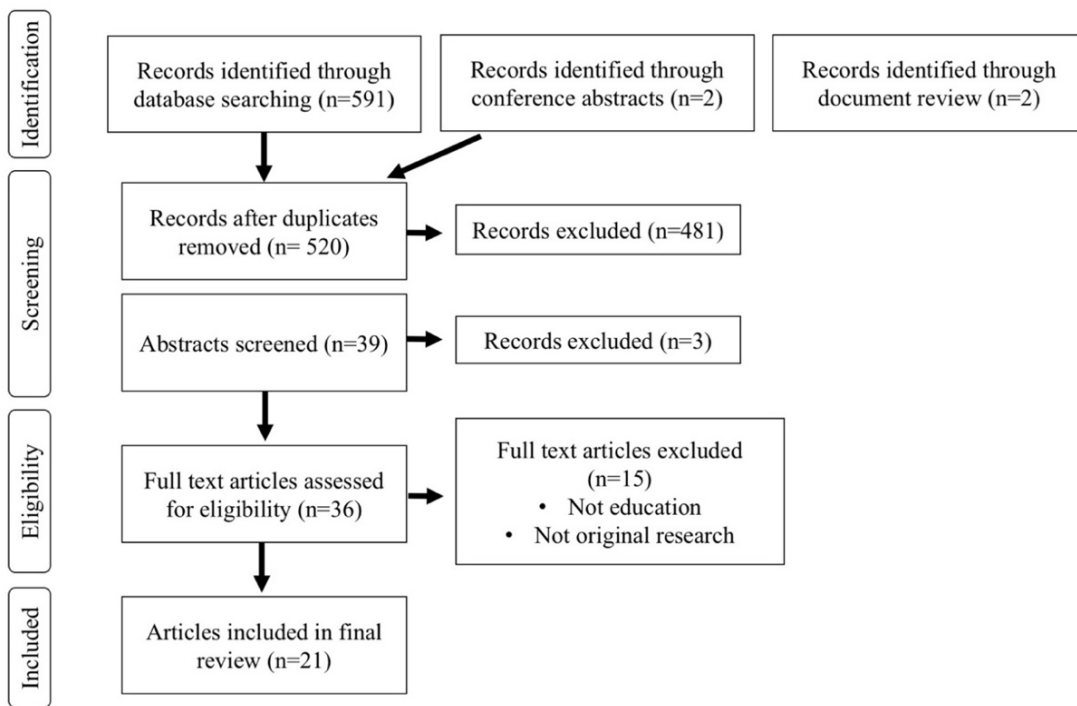 Identification
Records identified through
database searching (n=591)
Records identified through
conference abstracts (n=2)
Records identified through
document review (n=2)
Screening
Records after duplicates
removed (n= 520)
Records excluded (n=481)
Abstracts screened (n=39)
Records excluded (n=3)
Eligibility
Full text articles assessed
for eligibility (n=36)
Full text articles excluded
(n=15)
• Not education
• Not original research
Included
Articles included in final
review (n=21)